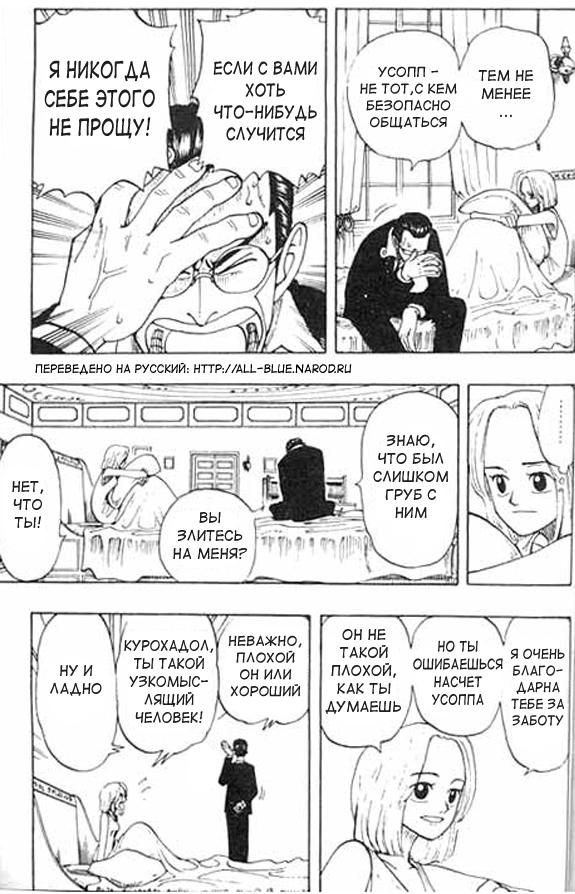 ТЕМ НЕ
МЕНЕЕ
...
УСОПП -
НЕ ТОТ,С КЕМ
БЕЗОПАСНО
ОБЩАТЬСЯ
ЕСЛИ С ВАМИ
ХОТЬ
ЧТО-НИБУДЬ
СЛУЧИТСЯ
Я НИКОГДА
СЕБЕ ЭТОГО
НЕ ПРОЩУ!
ПЕРЕВЕДЕНО НА РУССКИЙ: HTTP://ALL-BLUE.NAROD.RU
ЗНАЮ,
ЧТО БЫЛ
СЛИШКОМ
ГРУБ С
НИМ
ВЫ
ЗЛИТЕСЬ
НА МЕНЯ?
НЕТ,
ЧТО
ТЫ!
Я ОЧЕНЬ
БЛАГО-
ДАРНА
ТЕБЕ ЗА
ЗАБОТУ
НО ТЫ
ОШИБАЕШЬСЯ
НАСЧЕТ
УСОППА
ОН НЕ
ТАКОЙ
ПЛОХОЙ,
КАК ТЫ
ДУМАЕШЬ
НЕВАЖНО,
ПЛОХОЙ
ОН ИЛИ
ХОРОШИЙ
КУРОХАДОЛ,
ТЫ ТАКОЙ
УЗКОМЫС-
ЛЯЩИЙ
ЧЕЛОВЕК!
НУ И
ЛАДНО